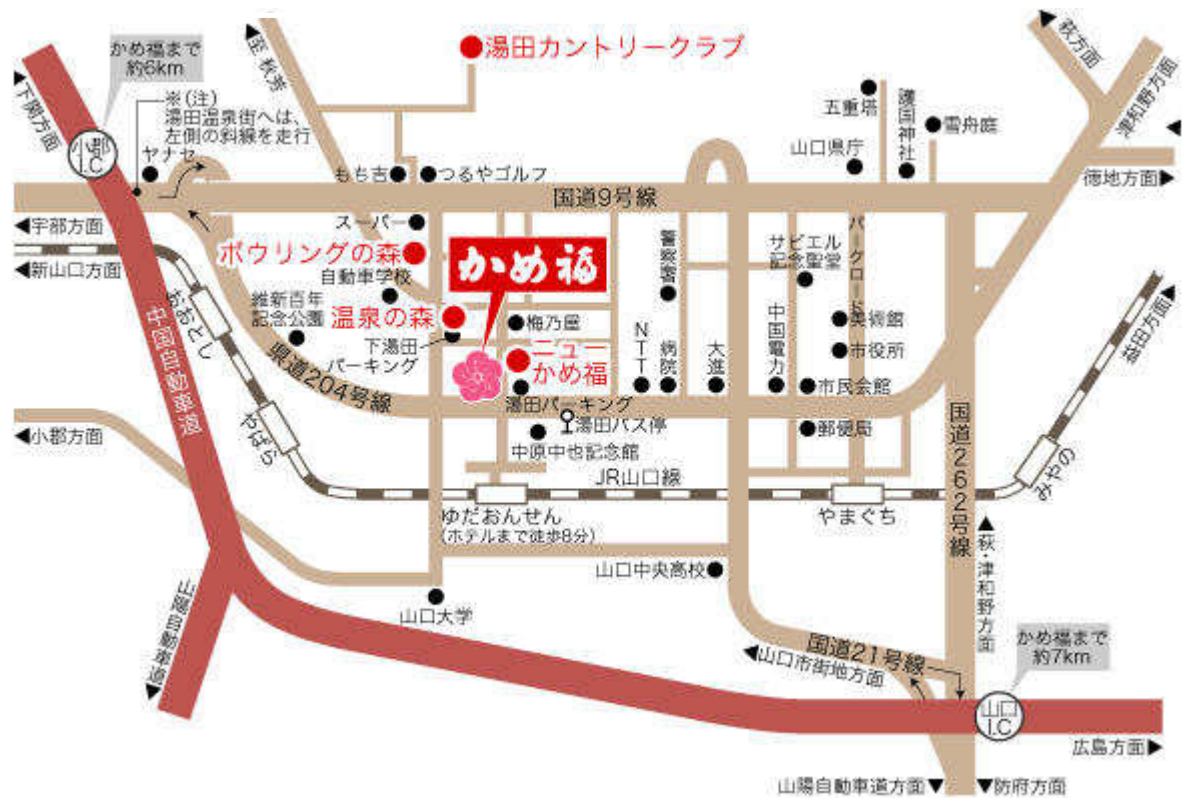 かめ福まで
約6km
▲至 秋芳
湯田カントリークラブ
▲萩方面
津和野方面
▲下関方面
※(注)
湯田温泉街へは、
左側の斜線を走行
小郡
I.C
ヤナセ
五重塔
護国神社
雪舟庭
山口県庁
もち吉
つるやゴルフ
国道9号線
徳地方面▶
◀宇部方面
スーパー
◀新山口方面
ボウリングの森
かめ福
警察署
サビエル
記念聖堂
パークロード
自動車学校
維新百年
記念公園
温泉の森
梅乃屋
美術館
下湯田
パーキング
ニュー
かめ福
NTT
病院
大進
中国電力
市役所
益田方面▶
おおとし
中国自動車道
県道204号線
湯田パーキング
市民会館
湯田バス停
郵便局
◀小郡方面
やばら
中原中也記念館
国道262号線
JR山口線
みやの
ゆだおんせん
(ホテルまで徒歩8分)
やまぐち
山口中央高校
▲萩・津和野方面
山陽自動車道
山口大学
国道21号線
◀山口市街地方面
かめ福まで
約7km
山口
I.C
広島方面▶
山陽自動車道方面▼
▼防府方面